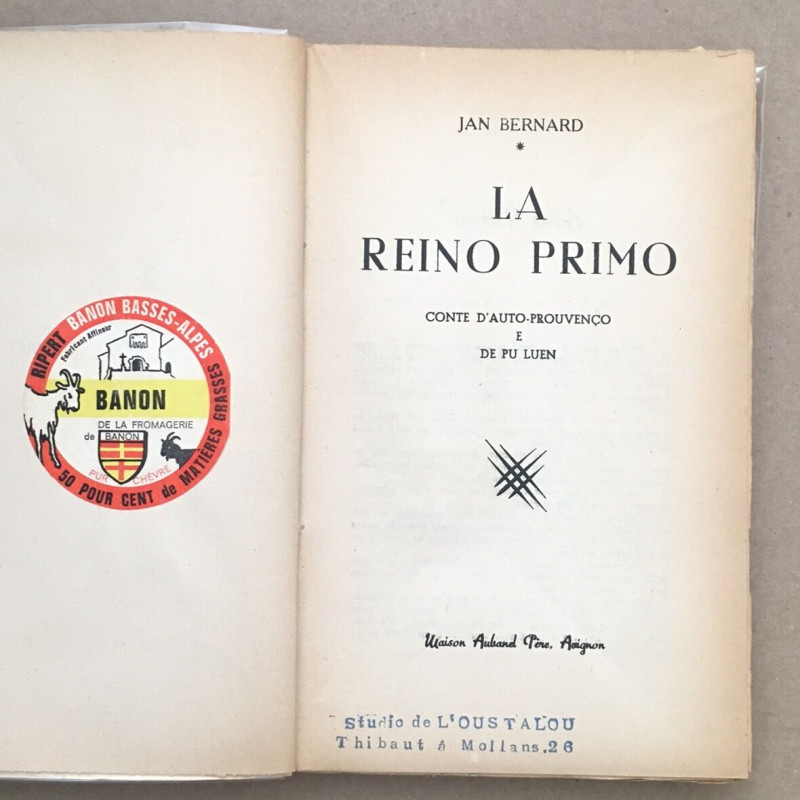 RIPERT BANON BASSES-ALPES
Fabricant Affineur
BANON
DE LA FROMAGERIE
de BANON
PUR CHÈVRE
50 POUR CENT de MATIÈRES GRASSES
JAN BERNARD
LA
REINO PRIMO
CONTE D'AUTO-PROUVENÇO
E
DE PU LUEN
Maison Aubanel Père, Avignon
Studio de L'OUSTALOU
Thibaut à Mollans.26